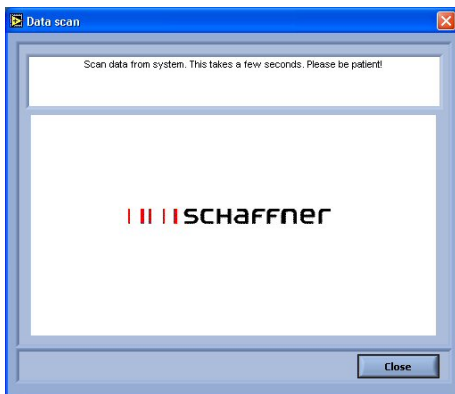 Data scan
Scan data from system. This takes a few seconds. Please be patient!
SCHaFFner
Close